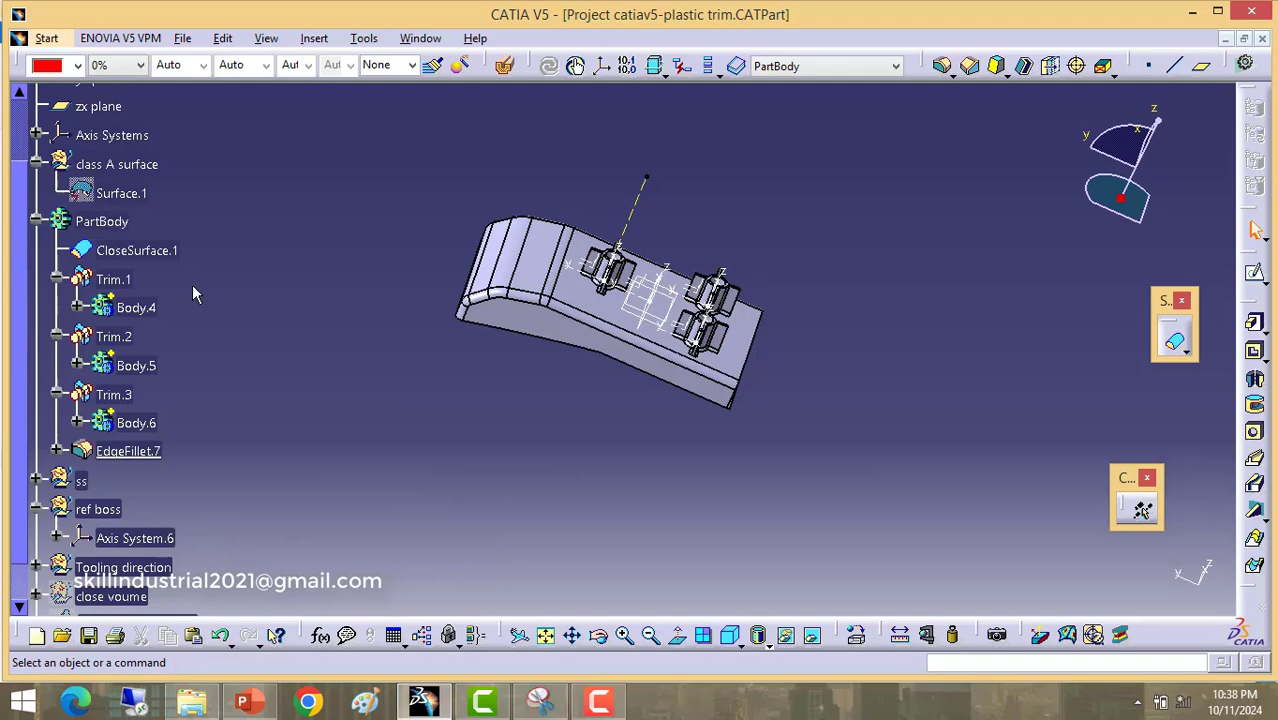 CATIA V5 - [Project catiav5-plastic trim.CATPart]
Start ENOVIA V5 VPM File Edit View Insert Tools Window Help
0% Auto Auto Aut Aut None PartBody
zx plane
Axis Systems
class A surface
Surface.1
PartBody
CloseSurface.1
Trim.1
Body.4
Trim.2
Body.5
Trim.3
Body.6
EdgeFillet.7
ss
ref boss
Axis System.6
Tooling direction
skillindustrial2021@gmail.com
close voume
z
y x
S..
C...
z
y
z
z
y
CATIA
Select an object or a command
10:38 PM
10/11/2024